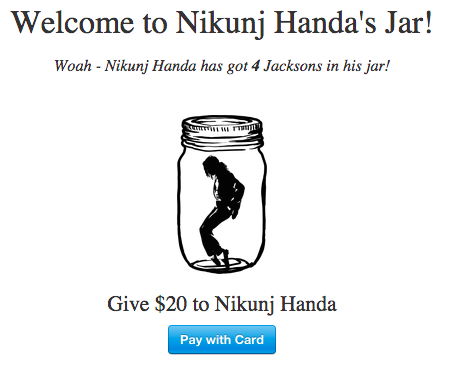 Welcome to Nikunj Handa's Jar!
Woah - Nikunj Handa has got 4 Jacksons in his jar!
Give $20 to Nikunj Handa
Pay with Card